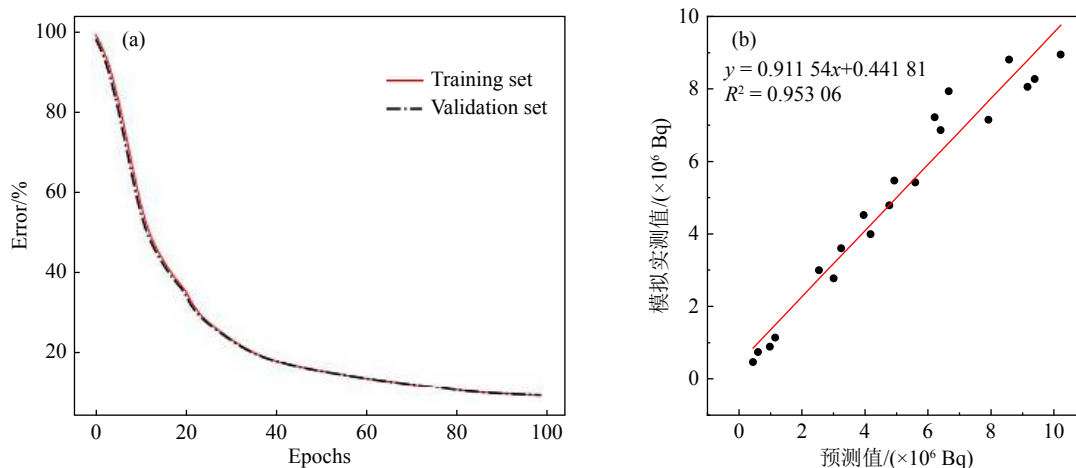 (a)
Training set
Validation set
100
80
60
40
20
Error/%
0 20 40 60 80 100
Epochs
(b)
y = 0.911 54x+0.441 81
R² = 0.953 06
10
8
6
4
2
0
模拟实测值/(×10⁶ Bq)
0 2 4 6 8 10
预测值/(×10⁶ Bq)